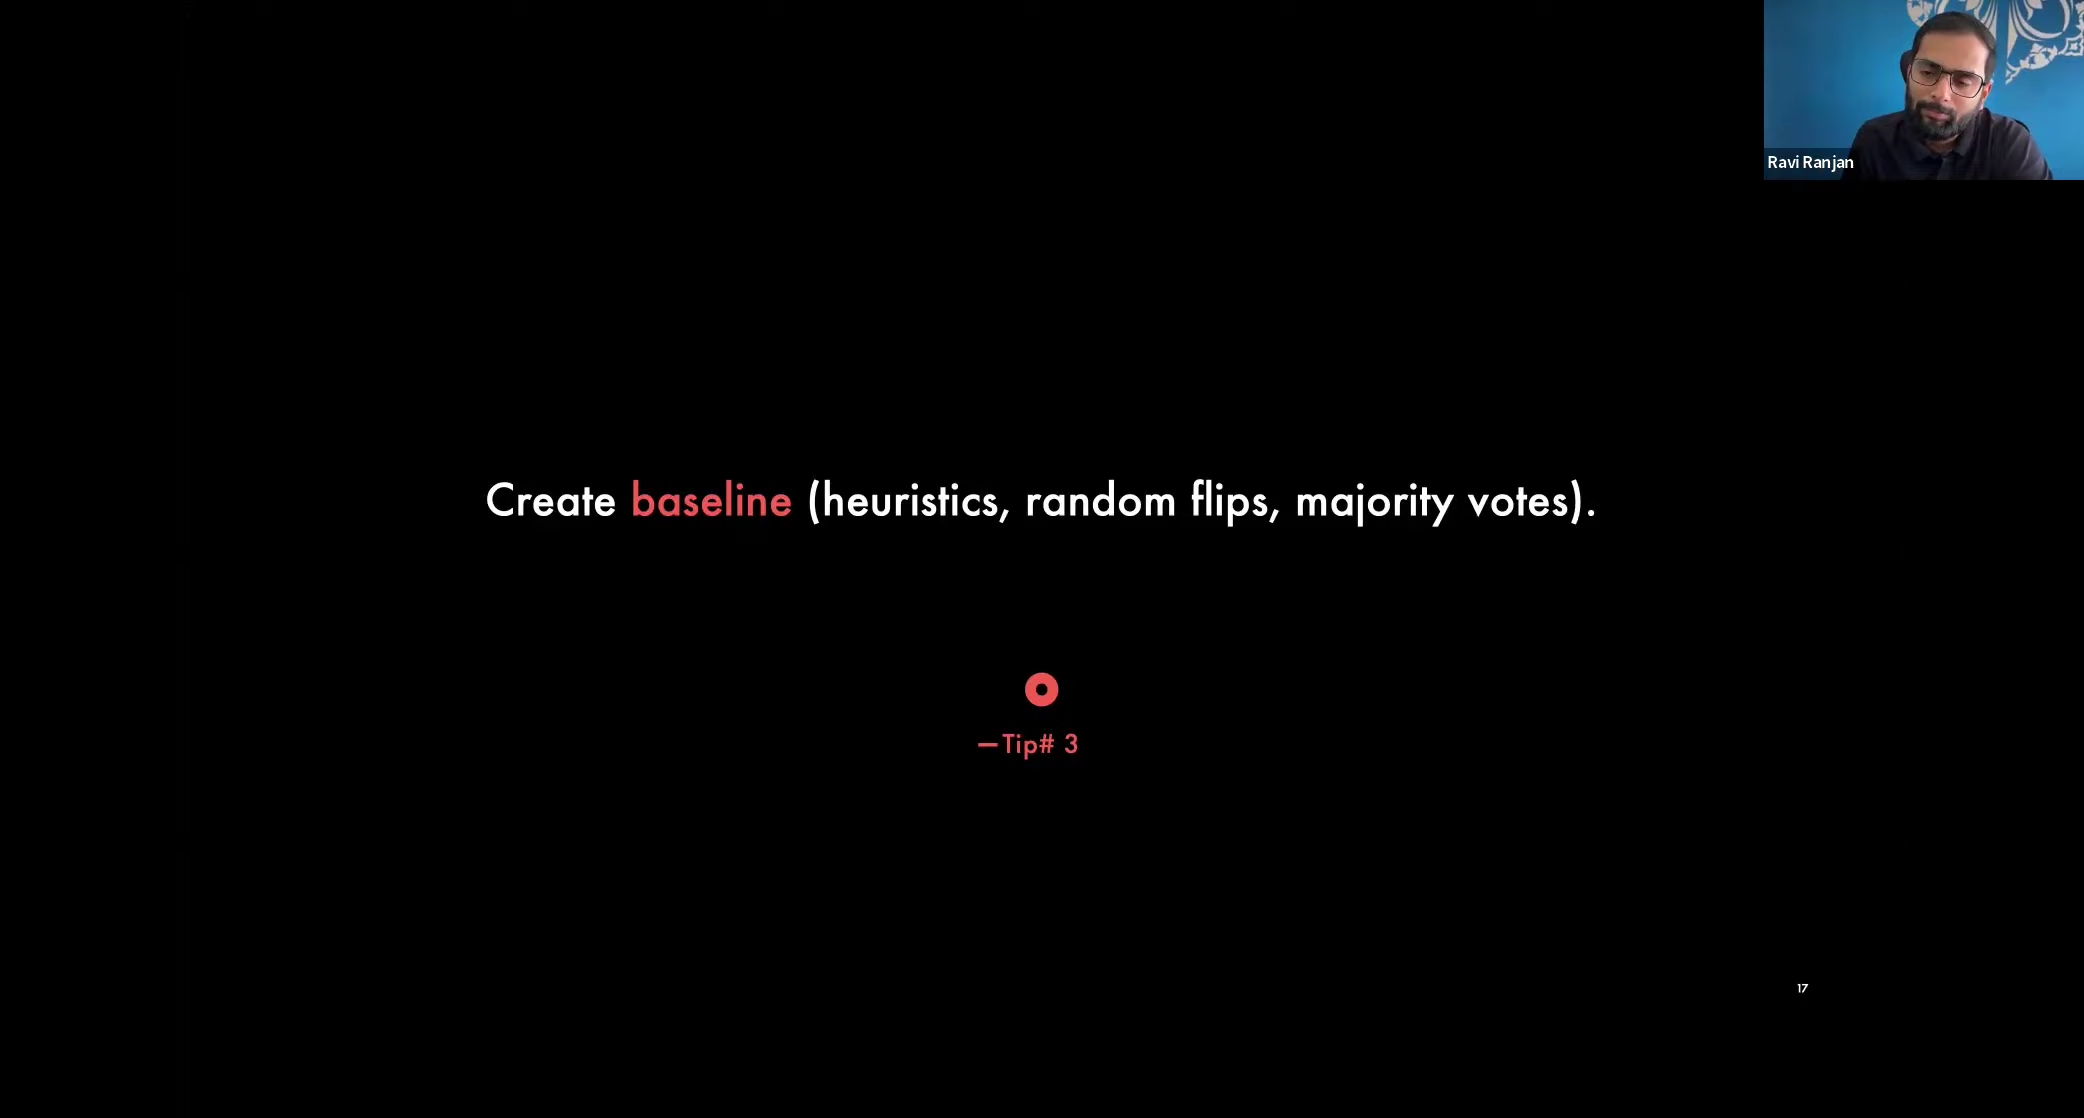 Ravi Ranjan
Create baseline (heuristics, random flips, majority votes).
—Tip# 3
17